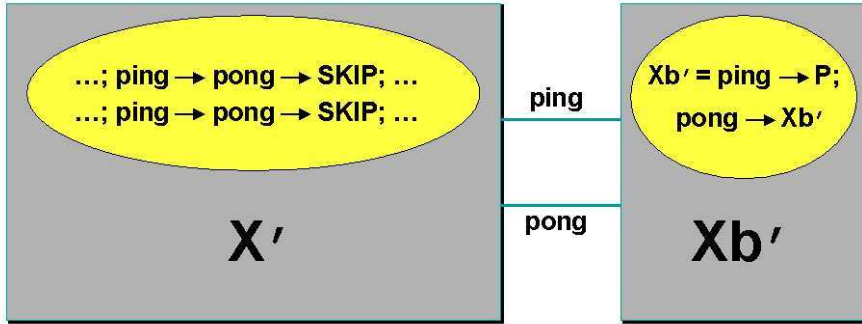 …; ping → pong → SKIP; …
…; ping → pong → SKIP; …
X′
ping
pong
Xb′ = ping → P;
pong → Xb′
Xb′